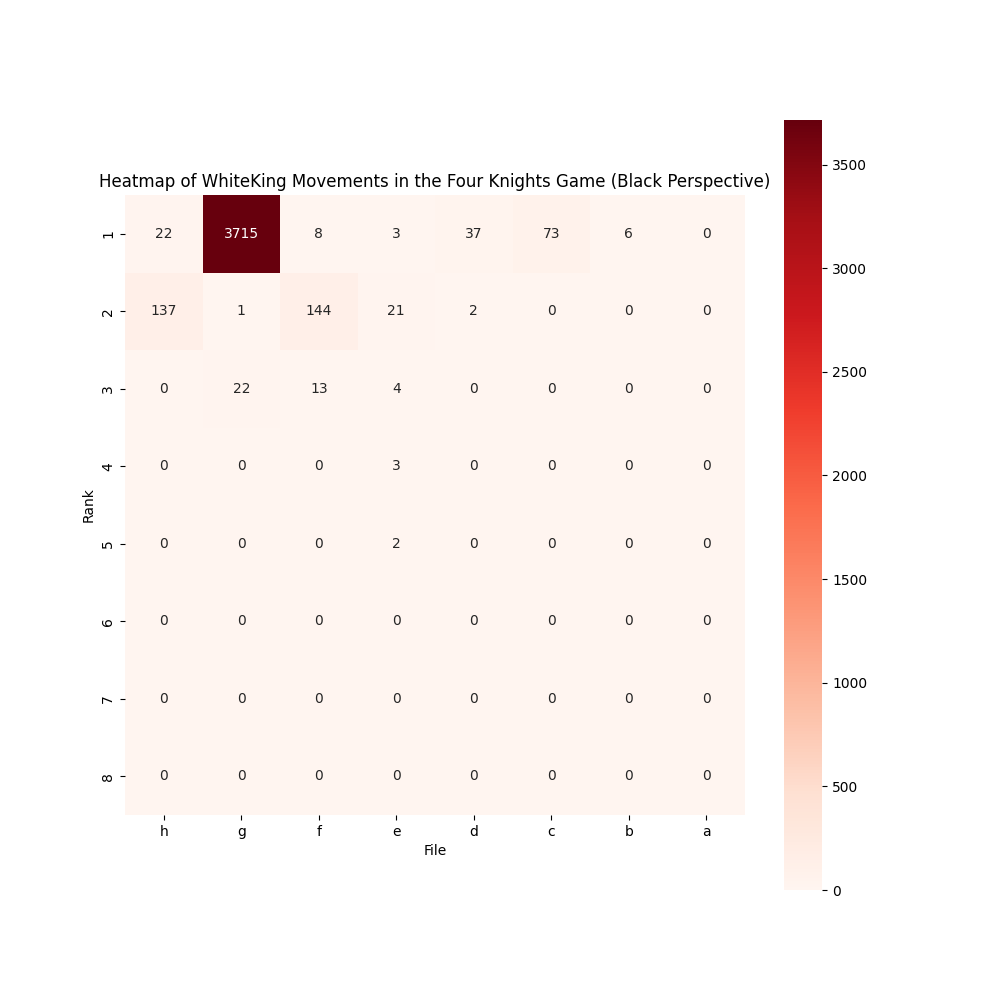 Heatmap of WhiteKing Movements in the Four Knights Game (Black Perspective)
1 22 3715 8 3 37 73 6 0
2 137 1 144 21 2 0 0 0
3 0 22 13 4 0 0 0 0
4 0 0 0 3 0 0 0 0
5 0 0 0 2 0 0 0 0
6 0 0 0 0 0 0 0 0
7 0 0 0 0 0 0 0 0
8 0 0 0 0 0 0 0 0
h g f e d c b a
File
Rank
3500
3000
2500
2000
1500
1000
500
0